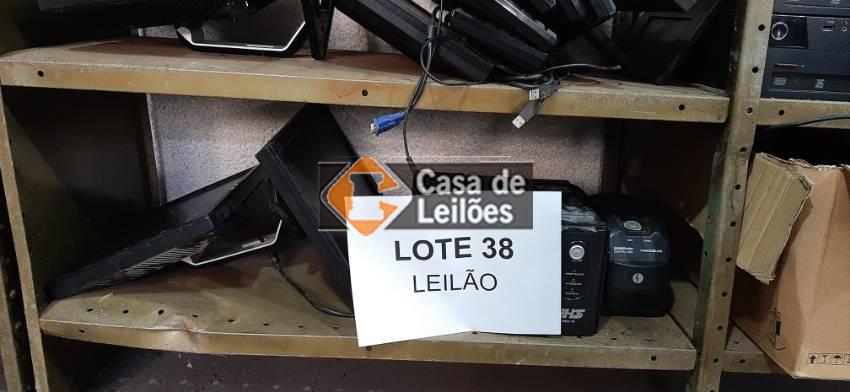 Casa de
Leilões
LOTE 38
LEILÃO